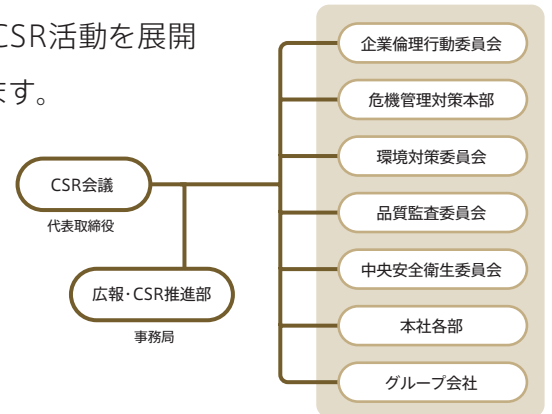 CSR活動を展開
ます。
CSR会議
代表取締役
広報・CSR推進部
事務局
企業倫理行動委員会
危機管理対策本部
環境対策委員会
品質監査委員会
中央安全衛生委員会
本社各部
グループ会社